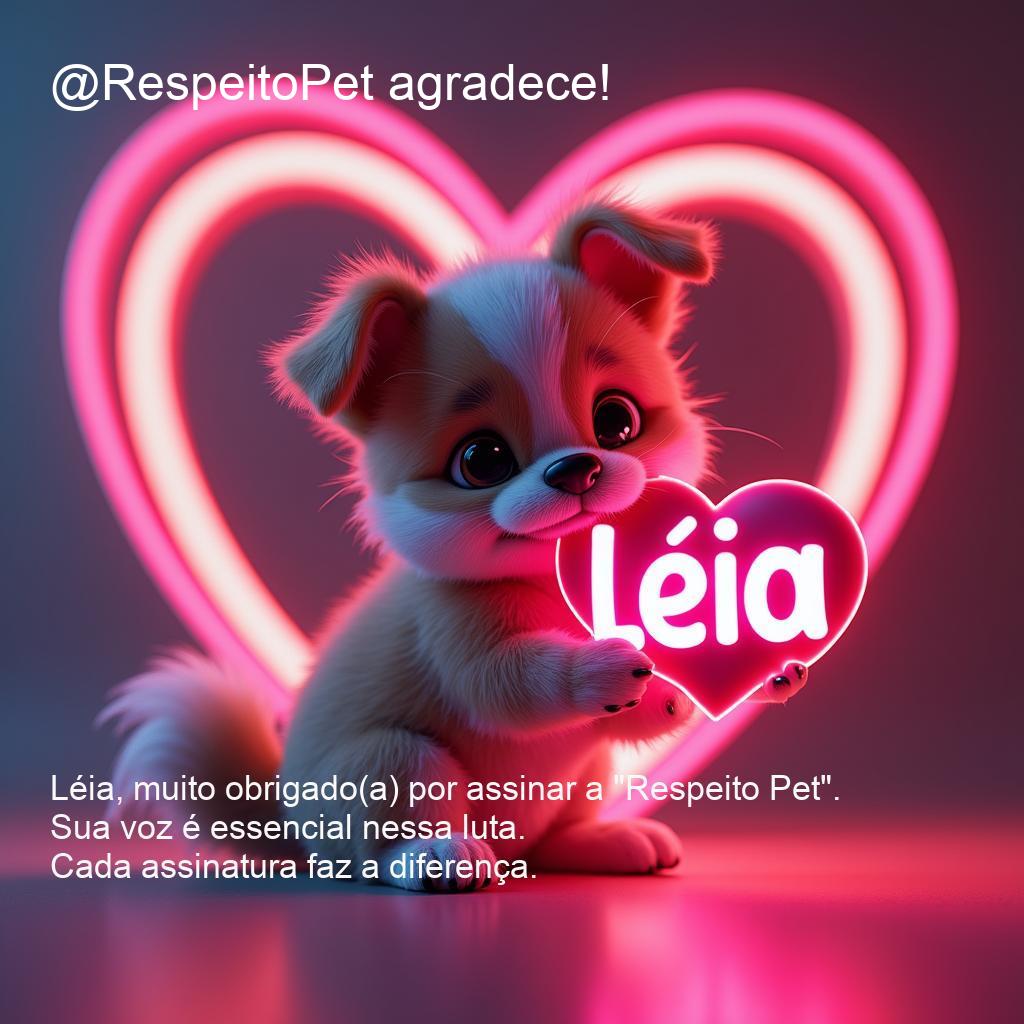 @RespeitoPet agradece!
Léia
Léia, muito obrigado(a) por assinar a "Respeito Pet".
Sua voz é essencial nessa luta.
Cada assinatura faz a diferença.